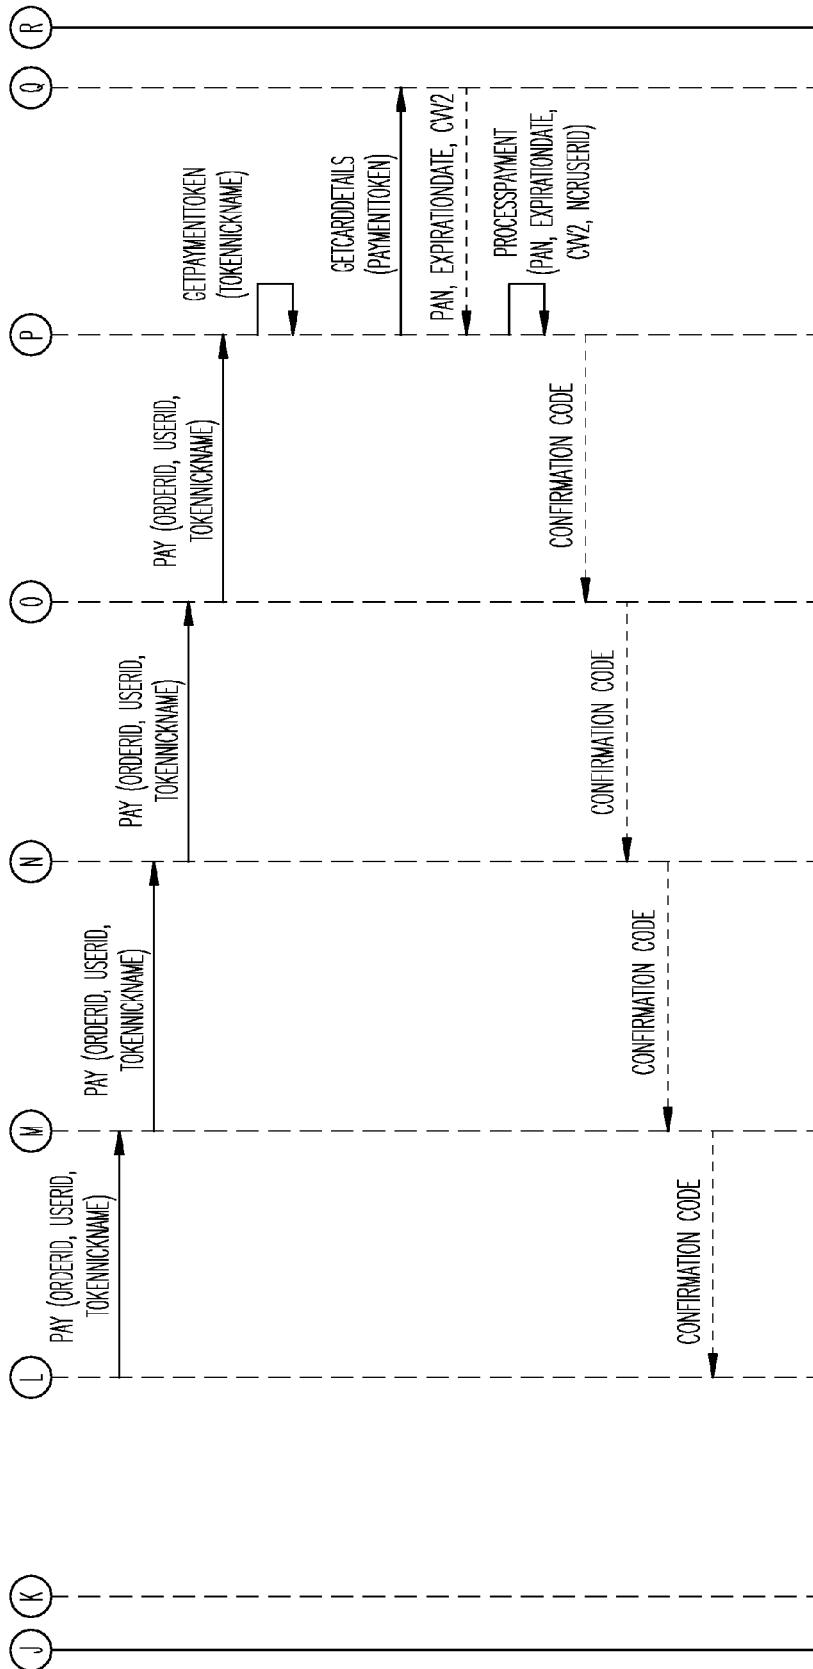 J
K
L
M
N
O
P
Q
R
PAY (ORDERID, USERID,
TOKENNICKNAME)
PAY (ORDERID, USERID,
TOKENNICKNAME)
PAY (ORDERID, USERID,
TOKENNICKNAME)
PAY (ORDERID, USERID,
TOKENNICKNAME)
GETPAYMENTTOKEN
(TOKENNICKNAME)
GETCARDDETAILS
(PAYMENTTOKEN)
PAN, EXPIRATIONDATE, CVV2
PROCESSPAYMENT
(PAN, EXPIRATIONDATE,
CVV2, NCRUSERID)
CONFIRMATION CODE
CONFIRMATION CODE
CONFIRMATION CODE
CONFIRMATION CODE